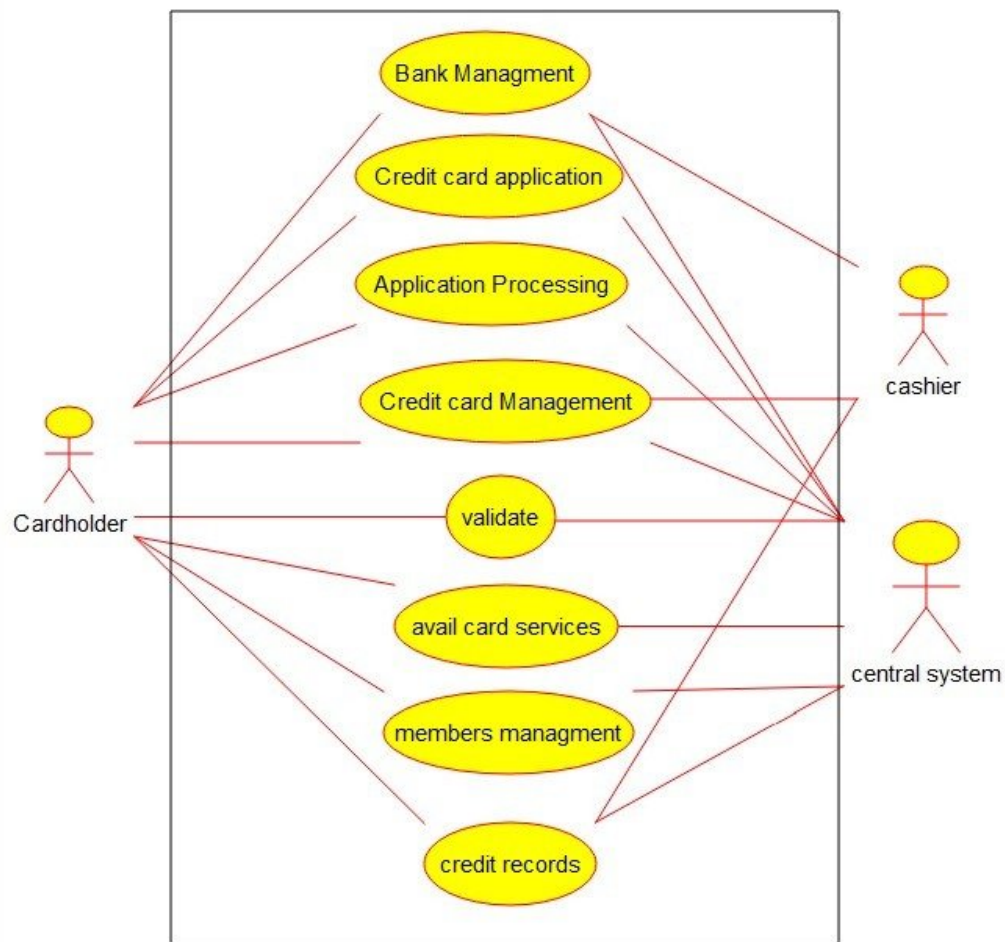 Bank Managment
Credit card application
Application Processing
cashier
Credit card Management
Cardholder
validate
avail card services
central system
members managment
credit records